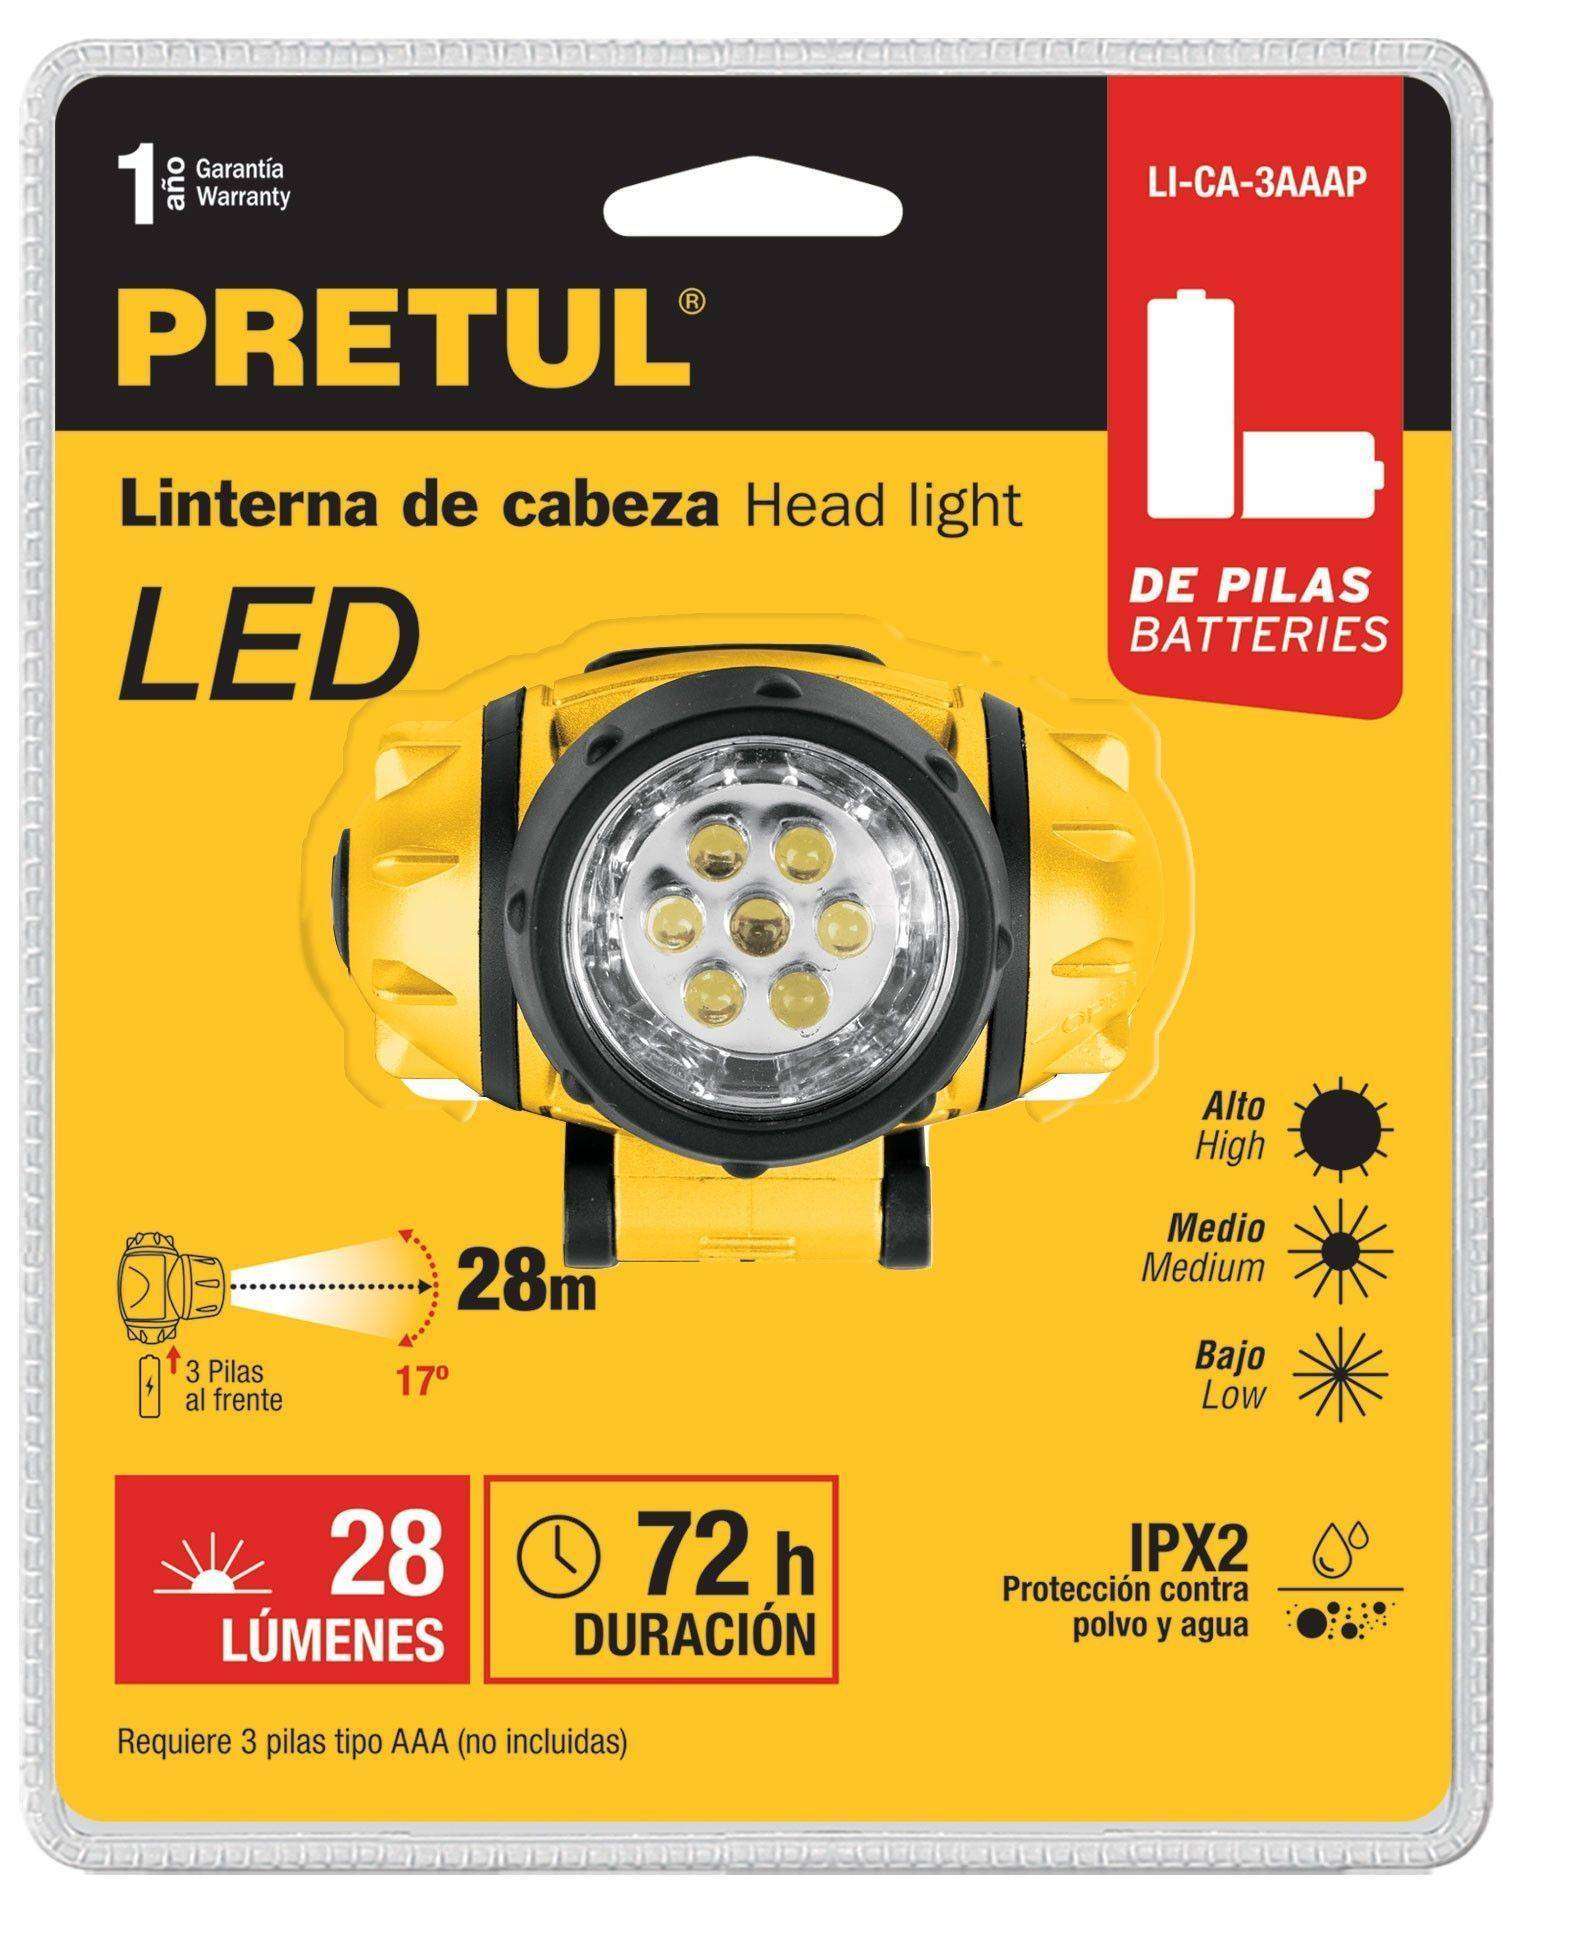 1 año Garantía
Warranty
LI-CA-3AAAP
PRETUL®
Linterna de cabeza Head light
LED
DE PILAS
BATTERIES
Alto
High
Medio
Medium
Bajo
Low
28m
17º
3 Pilas
al frente
28
LÚMENES
72 h
DURACIÓN
IPX2
Protección contra
polvo y agua
Requiere 3 pilas tipo AAA (no incluidas)